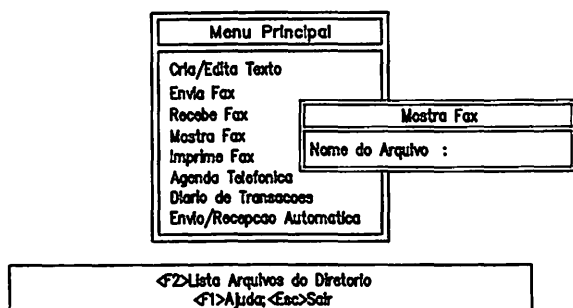 Menu Principal
Cria/Edita Texto
Envia Fax
Recebe Fax
Mostra Fax
Imprime Fax
Agenda Telefonica
Diario de Transacoes
Envio/Recepcao Automatica
Mostra Fax
Nome do Arquivo :
<F2>Lista Arquivos do Diretorio
<F1>Ajuda; <Esc>Sair